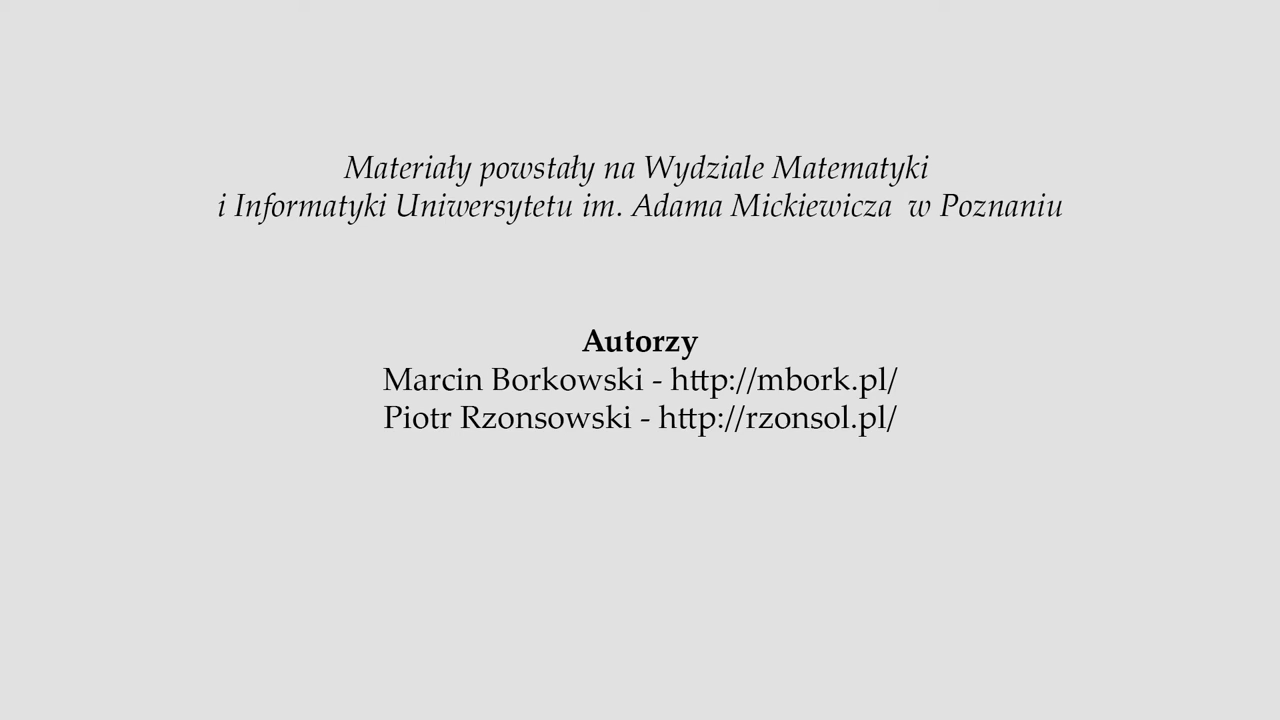 Materiały powstały na Wydziale Matematyki
i Informatyki Uniwersytetu im. Adama Mickiewicza w Poznaniu
Autorzy
Marcin Borkowski - http://mbork.pl/
Piotr Rzonsowski - http://rzonsol.pl/